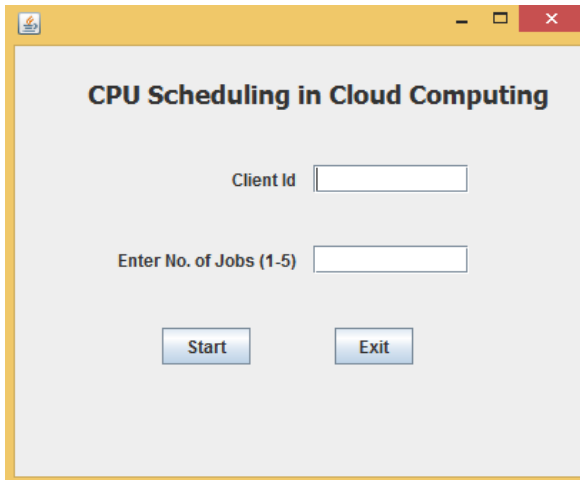 CPU Scheduling in Cloud Computing
Client Id
Enter No. of Jobs (1-5)
Start Exit